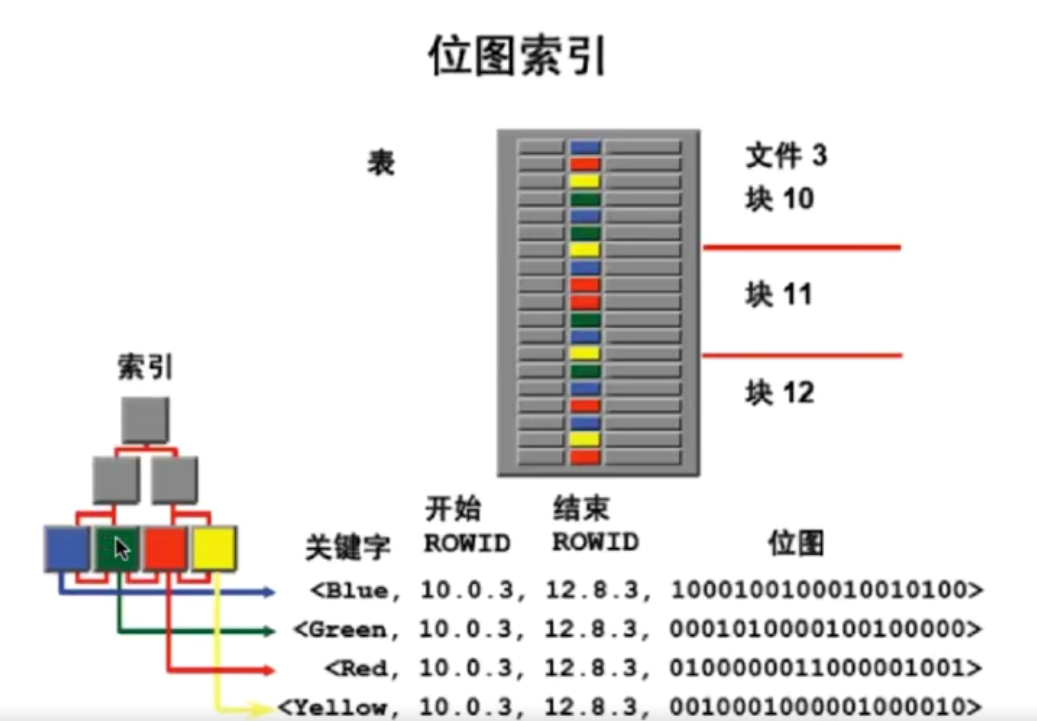 位图索引
表
文件 3
块 10
块 11
块 12
索引
关键字 开始 ROWID 结束 ROWID 位图
<Blue, 10.0.3, 12.8.3, 1000100100010010100>
<Green, 10.0.3, 12.8.3, 0001010000100100000>
<Red, 10.0.3, 12.8.3, 0100000011000001001>
<Yellow, 10.0.3, 12.8.3, 0010001000001000010>